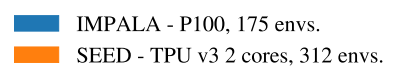 IMPALA - P100, 175 envs.
SEED - TPU v3 2 cores, 312 envs.